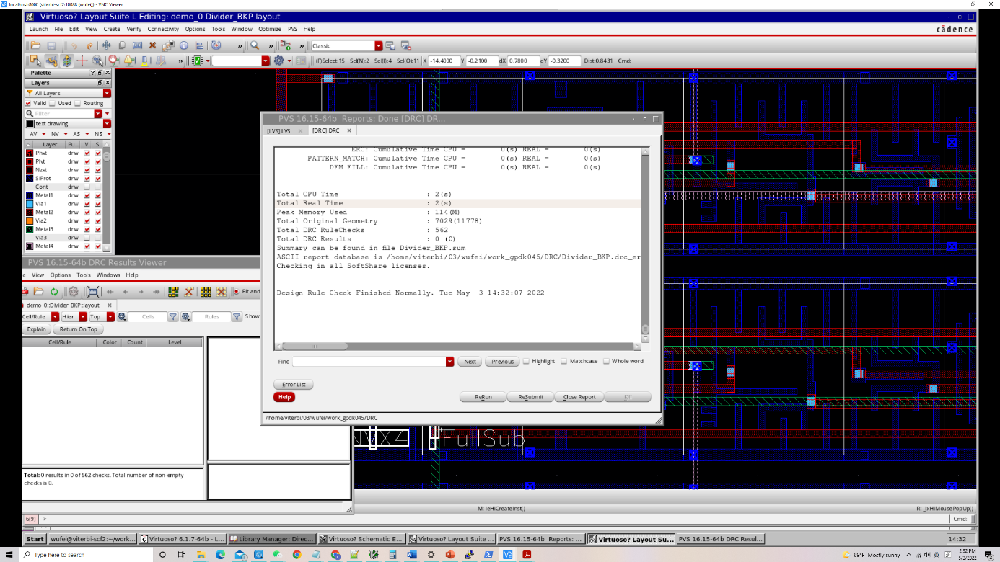 localhost:8000 (viterbi-scf2:10088 (wufei)) - VNC Viewer
Virtuoso? Layout Suite L Editing: demo_0 Divider_BKP layout
Launch File Edit View Create Verify Connectivity Options Tools Window Optimize PVS Help
cādence
Classic
(F)Select:15 Sel(N):2 Sel(I):4 Sel(O):11 X -14.4000 Y -0.2100 dX 0.7800 dY -0.3200 Dist:0.8431 Cmd:
Palette
Layers
All Layers
Valid Used Routing
Filter
text drawing
AV NV AS NS
Layer Pu... V S
Phvt drw
Pivt drw
Nzvt drw
SiProt drw
Cont drw
Metal1 drw
Via1 drw
Metal2 drw
Via2 drw
Metal3 drw
Via3 drw
Metal4 drw
PVS 16.15-64b Reports: Done [DRC] DR...
[LVS] LVS [DRC] DRC
ERC: Cumulative Time CPU = 0(s) REAL = 0(s)
PATTERN_MATCH: Cumulative Time CPU = 0(s) REAL = 0(s)
DFM FILL: Cumulative Time CPU = 0(s) REAL = 0(s)
Total CPU Time : 2(s)
Total Real Time : 2(s)
Peak Memory Used : 114(M)
Total Original Geometry : 7029(11778)
Total DRC RuleChecks : 562
Total DRC Results : 0 (0)
Summary can be found in file Divider_BKP.sum
ASCII report database is /home/viterbi/03/wufei/work_gpdk045/DRC/Divider_BKP.drc_er
Checking in all SoftShare licenses.
Design Rule Check Finished Normally. Tue May 3 14:32:07 2022
Find Next Previous Highlight Matchcase Whole word
Error List
Help ReRun ReSubmit Close Report Kill
/home/viterbi/03/wufei/work_gpdk045/DRC
PVS 16.15-64b DRC Results Viewer
View Options Tools Window Help
Fit and
demo_0::Divider_BKP::layout
Cell/Rule Hier Top Cells Rules Show
Explain Return On Top
Cell/Rule Color Count Level
Total: 0 results in 0 of 562 checks. Total number of non-empty
checks is 0.
FullSub
M: leHiCreateInst() R: _lxHiMousePopUp()
6(9) > Cmd:
Start wufei@viterbi-scf2:~/work... Virtuoso? 6.1.7-64b - L... Library Manager: Direc... Virtuoso? Schematic E... Virtuoso? Layout Suite ... PVS 16.15-64b Reports: ... Virtuoso? Layout Su... PVS 16.15-64b DRC Resul... 14:32
Type here to search
69°F Mostly sunny
2:32 PM
5/3/2022